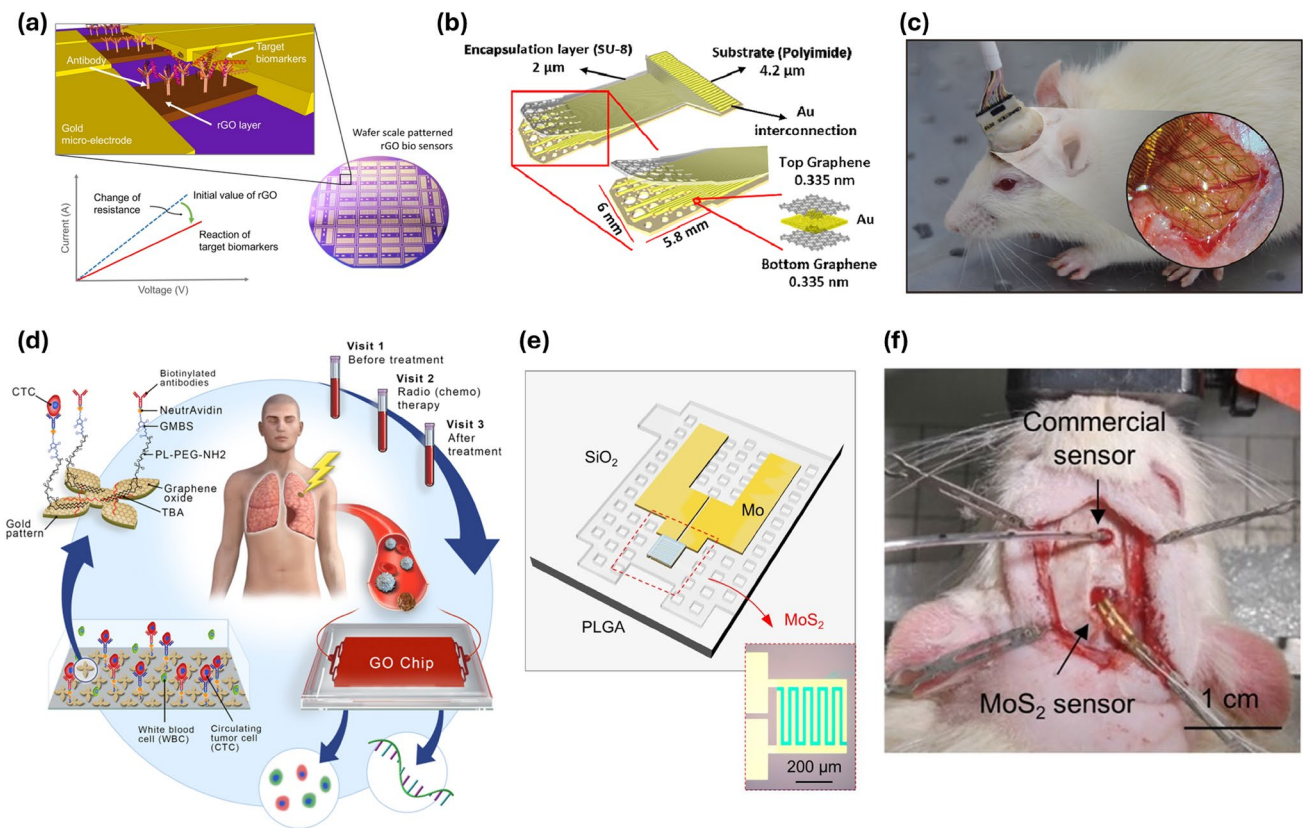 (a)
Antibody
Target
biomarkers
rGO layer
Gold
micro-electrode
Wafer scale patterned
rGO bio sensors
Current (A)
Change of
resistance
Initial value of rGO
Reaction of
target biomarkers
Voltage (V)
(b)
Encapsulation layer (SU-8)
2 μm
Substrate (Polyimide)
4.2 μm
Au
interconnection
Top Graphene
0.335 nm
Au
6 mm
5.8 mm
Bottom Graphene
0.335 nm
(c)
(d)
CTC
Biotinylated
antibodies
NeutrAvidin
GMBS
PL-PEG-NH2
Graphene
oxide
TBA
Gold
pattern
Visit 1
Before treatment
Visit 2
Radio (chemo)
therapy
Visit 3
After
treatment
GO Chip
White blood
cell (WBC)
Circulating
tumor cell
(CTC)
(e)
SiO2
Mo
MoS2
PLGA
200 μm
(f)
Commercial
sensor
MoS2 sensor
1 cm